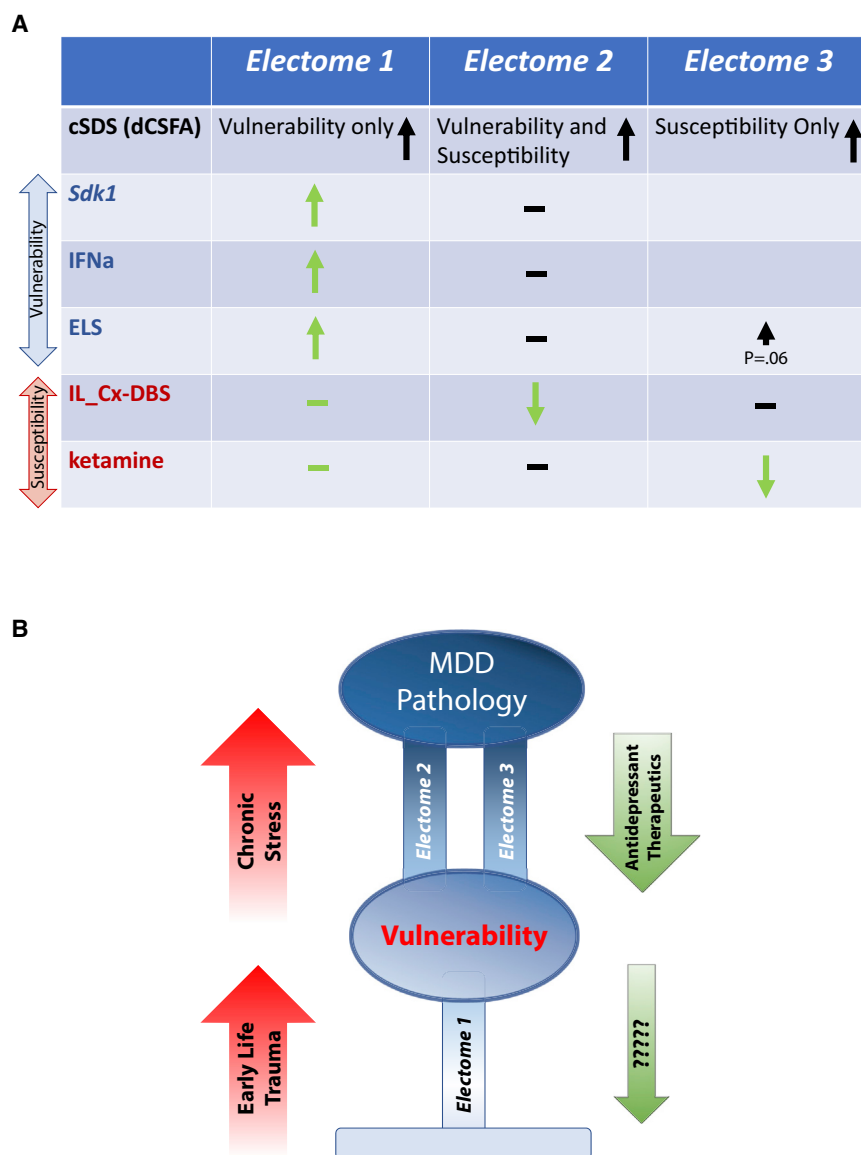 A
Electome 1 Electome 2 Electome 3
cSDS (dCSFA) Vulnerability only Vulnerability and Susceptibility Susceptibility Only
Vulnerability
Sdk1
IFNa
ELS
P=.06
Susceptibility
IL_Cx-DBS
ketamine
B
MDD
Pathology
Electome 2
Electome 3
Chronic
Stress
Antidepressant
Therapeutics
Vulnerability
Early Life
Trauma
Electome 1
?????